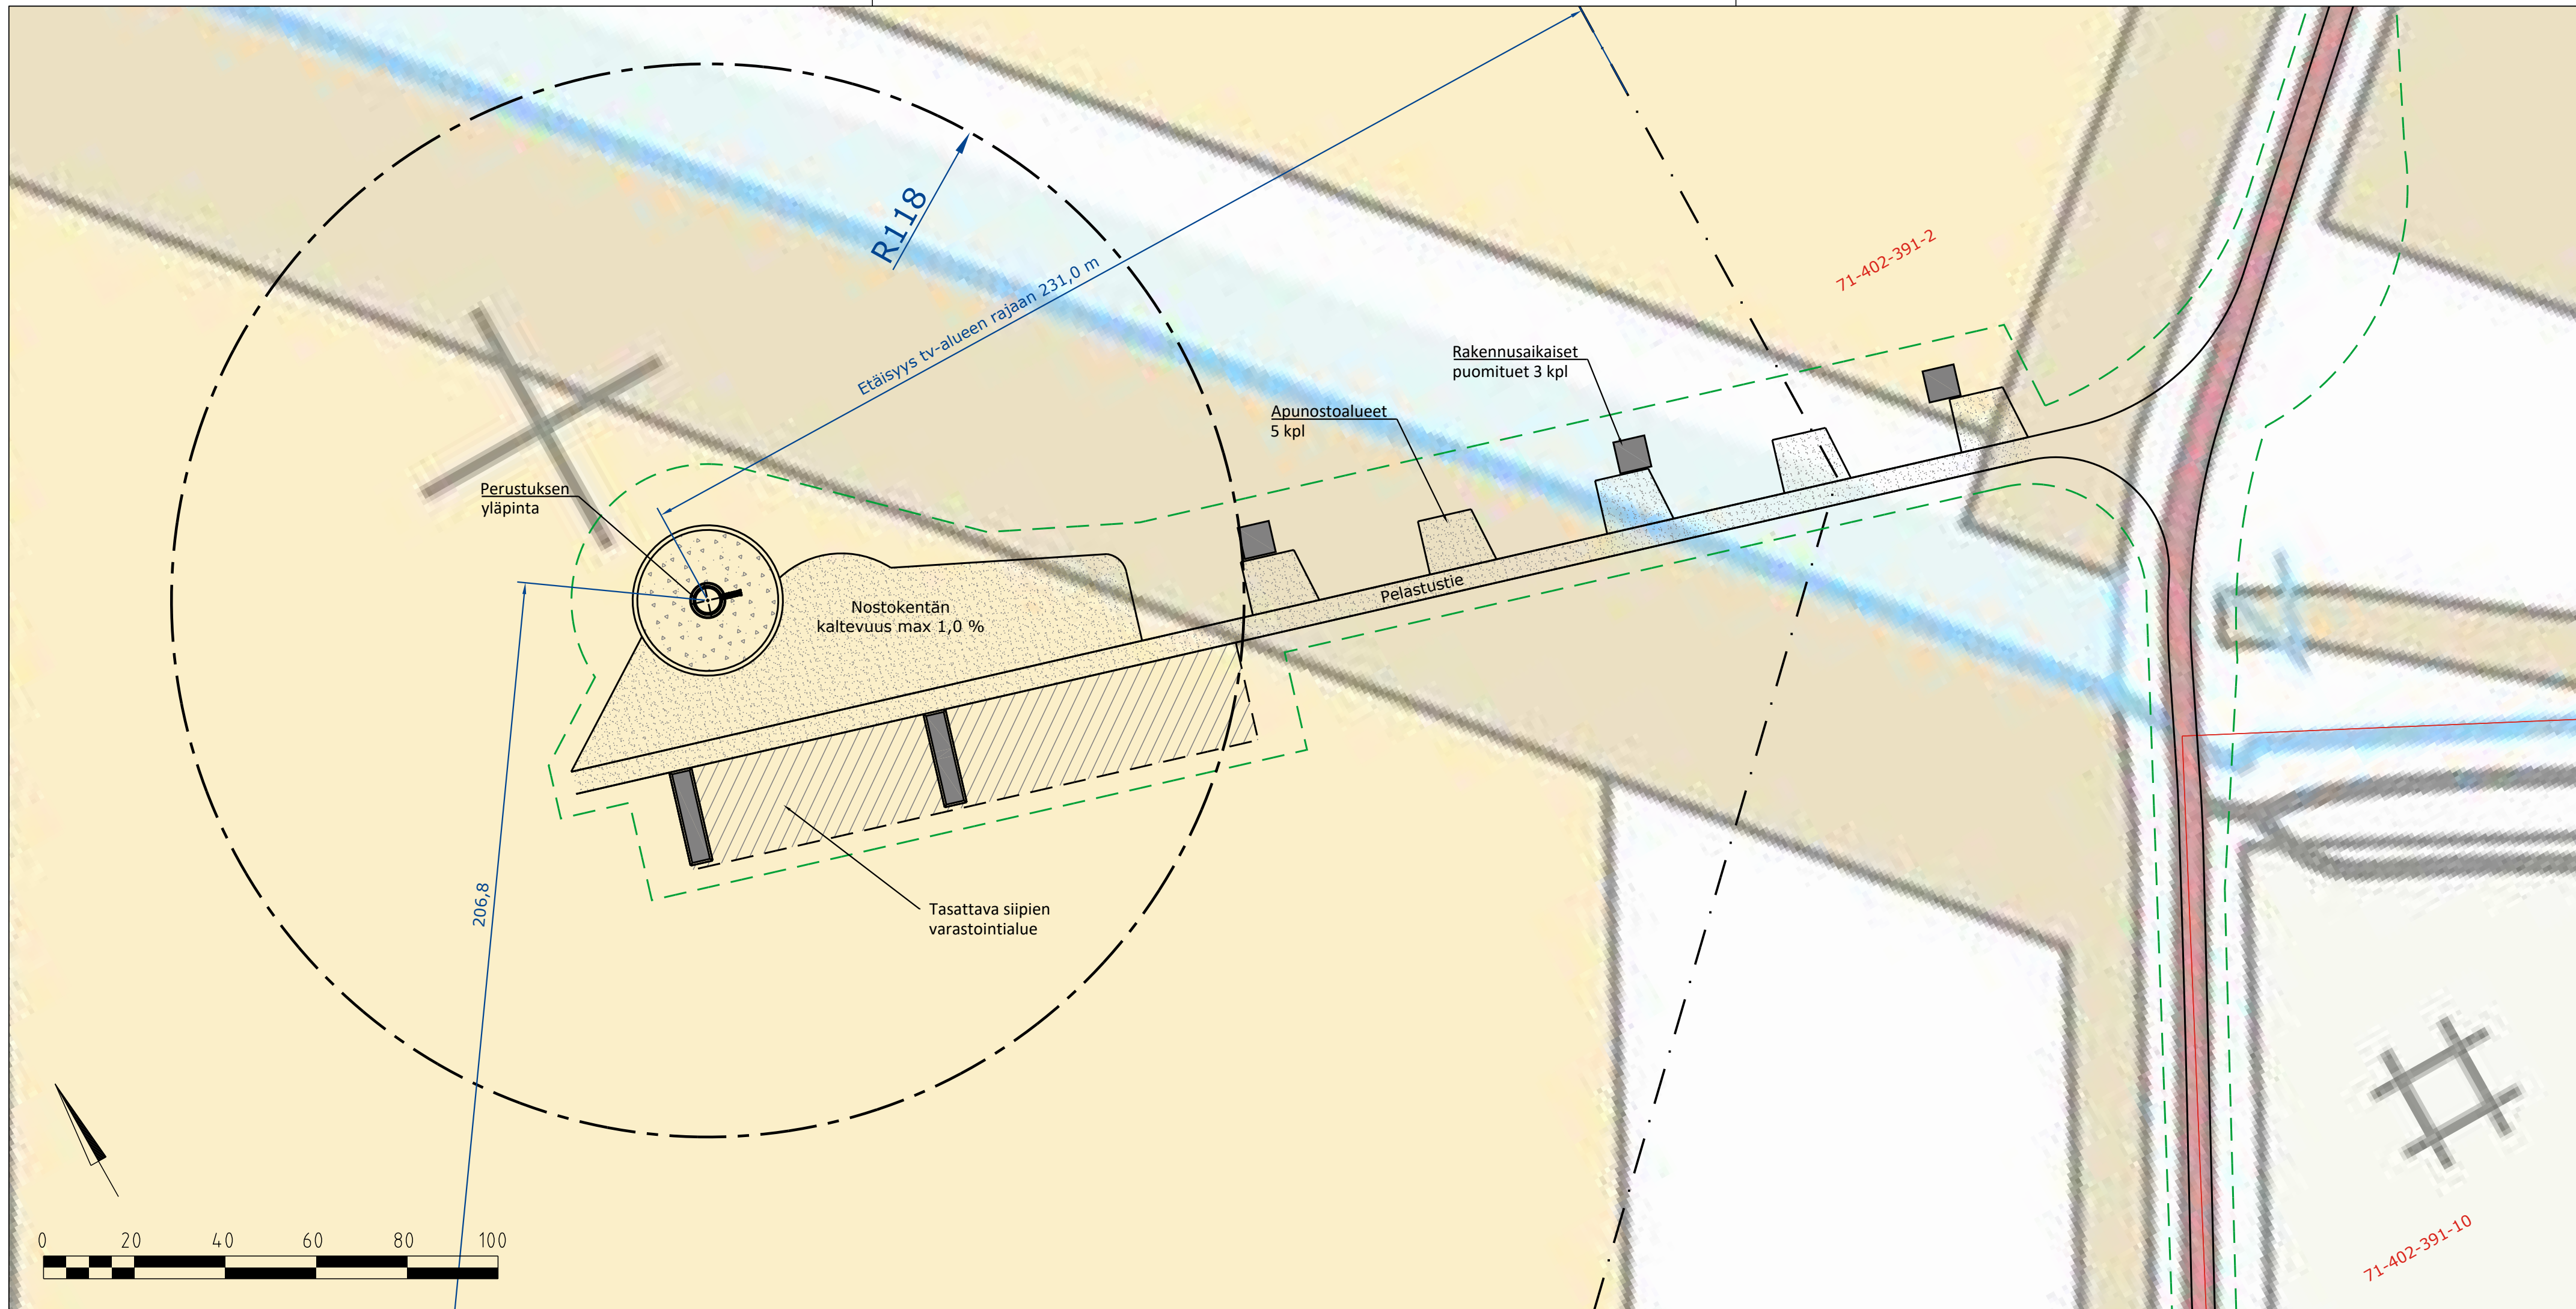 R118
Etäisyys tv-alueen rajaan 231,0 m
71-402-391-2
Rakennusaikaiset
puomituet 3 kpl
Apunostoalueet
5 kpl
Perustuksen
yläpinta
Pelastustie
Nostokentän
kaltevuus max 1,0 %
206,8
Tasattava siipien
varastointialue
71-402-391-10
0 20 40 60 80 100